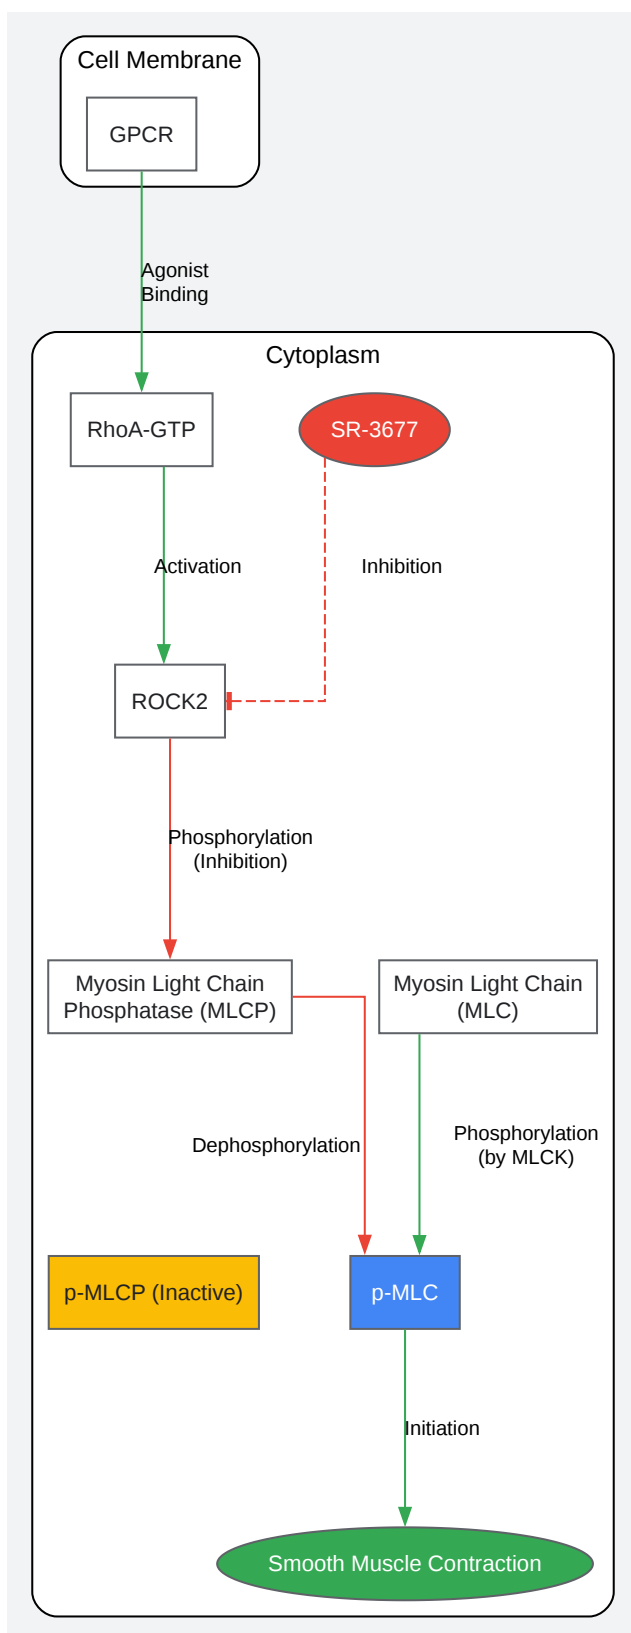 Cell Membrane
GPCR
Agonist
Binding
Cytoplasm
RhoA-GTP
SR-3677
Activation
Inhibition
ROCK2
Phosphorylation
(Inhibition)
Myosin Light Chain
Phosphatase (MLCP)
Myosin Light Chain
(MLC)
Dephosphorylation
Phosphorylation
(by MLCK)
p-MLCP (Inactive)
p-MLC
Initiation
Smooth Muscle Contraction